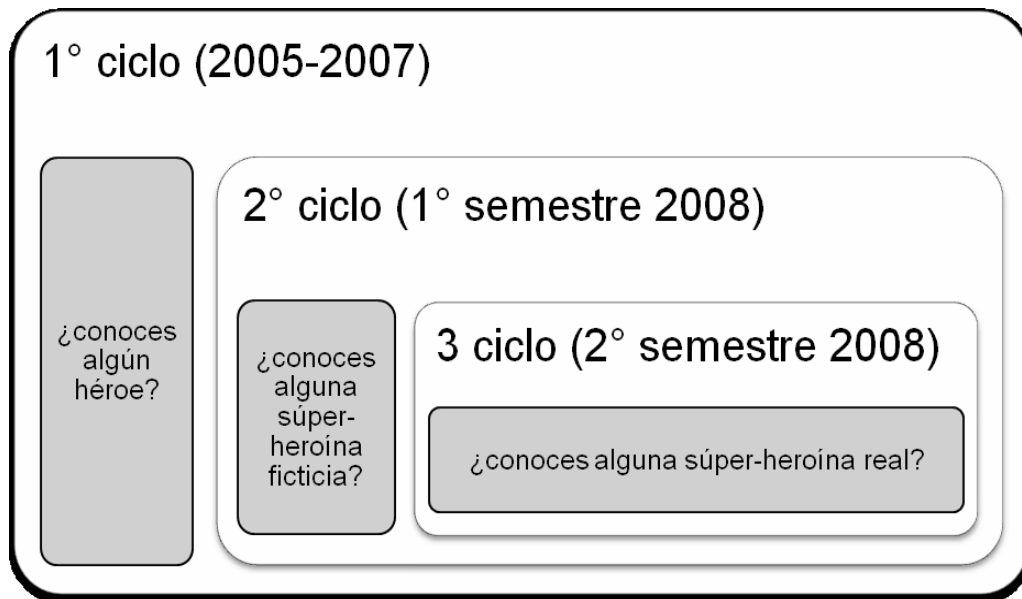 1° ciclo (2005-2007)
¿conoces
algún
héroe?
2° ciclo (1° semestre 2008)
¿conoces
alguna
súper-
heroína
ficticia?
3 ciclo (2° semestre 2008)
¿conoces alguna súper-heroína real?